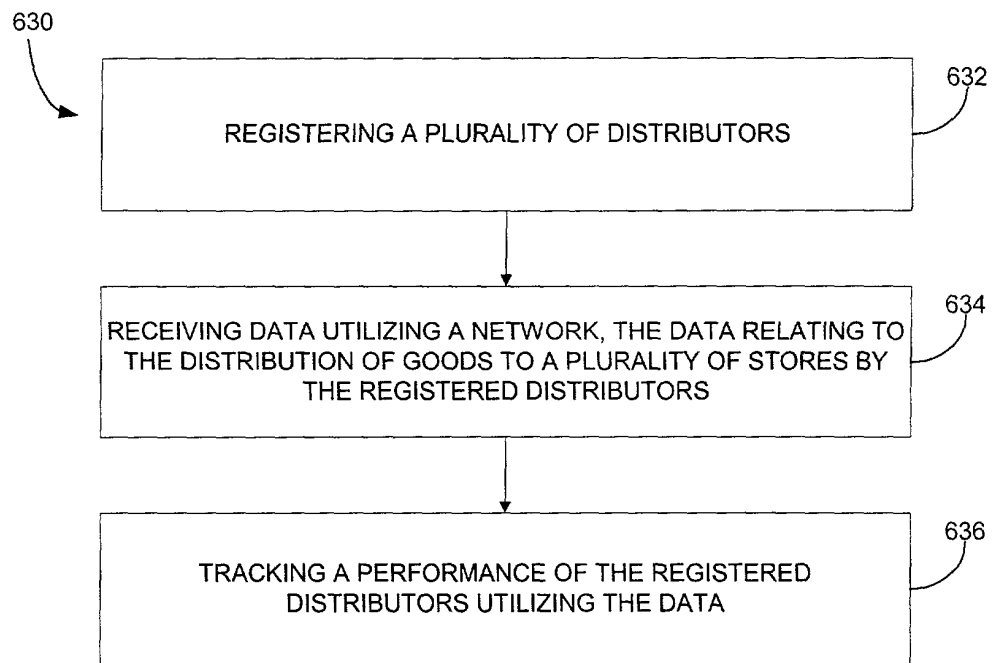 630
632
REGISTERING A PLURALITY OF DISTRIBUTORS
634
RECEIVING DATA UTILIZING A NETWORK, THE DATA RELATING TO
THE DISTRIBUTION OF GOODS TO A PLURALITY OF STORES BY
THE REGISTERED DISTRIBUTORS
636
TRACKING A PERFORMANCE OF THE REGISTERED
DISTRIBUTORS UTILIZING THE DATA